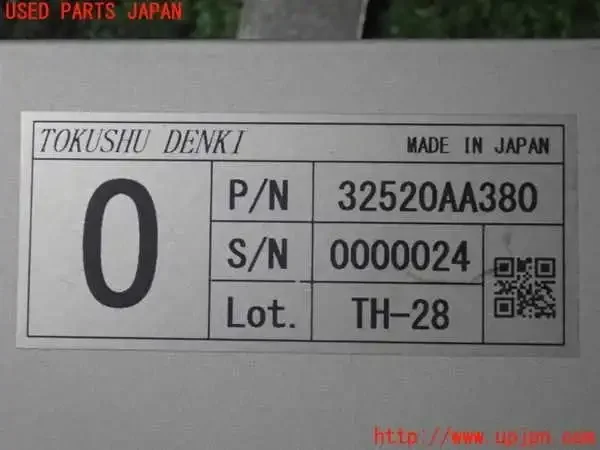 USED PARTS JAPAN
TOKUSHU DENKI MADE IN JAPAN
0
P/N 32520AA380
S/N 0000024
Lot. TH-28
http://www.upjpn.com